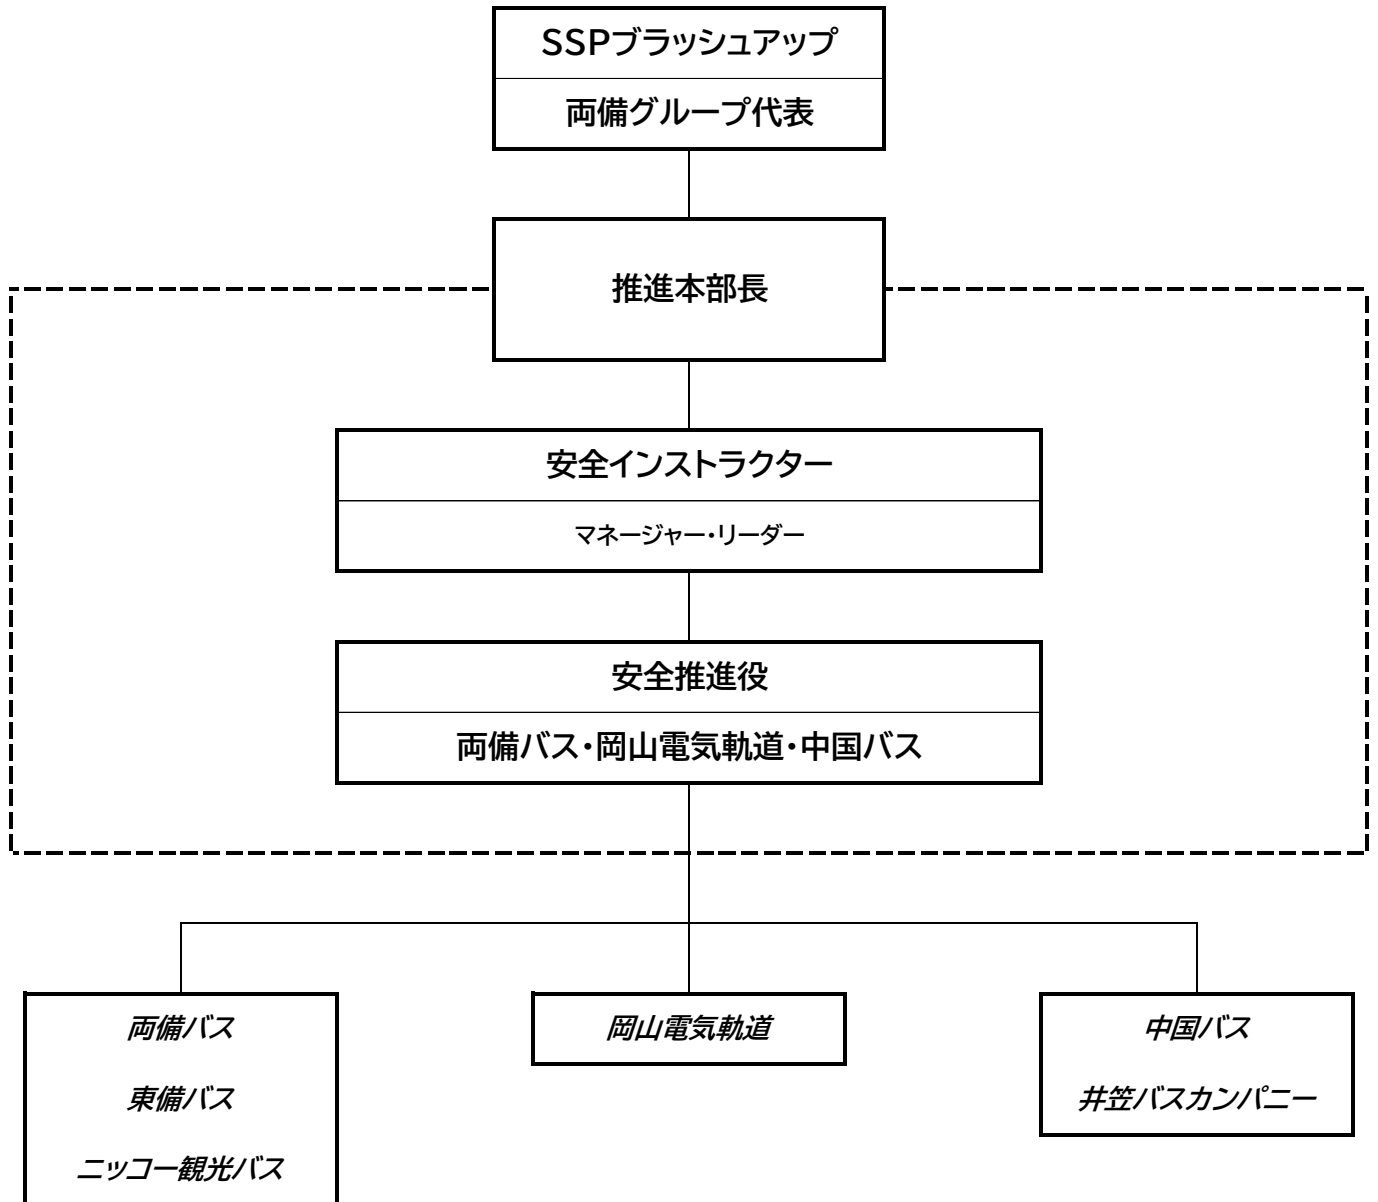 SSPブラッシュアップ
両備グループ代表
推進本部長
安全インストラクター
マネージャー・リーダー
安全推進役
両備バス・岡山電気軌道・中国バス
両備バス
東備バス
ニッコー観光バス
岡山電気軌道
中国バス
井笠バスカンパニー